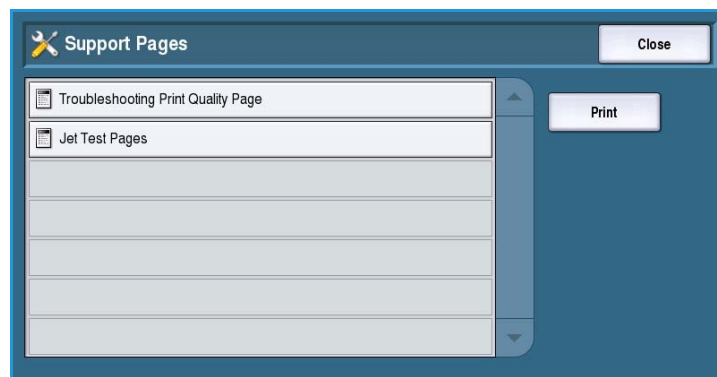 Support Pages
Close
Troubleshooting Print Quality Page
Print
Jet Test Pages